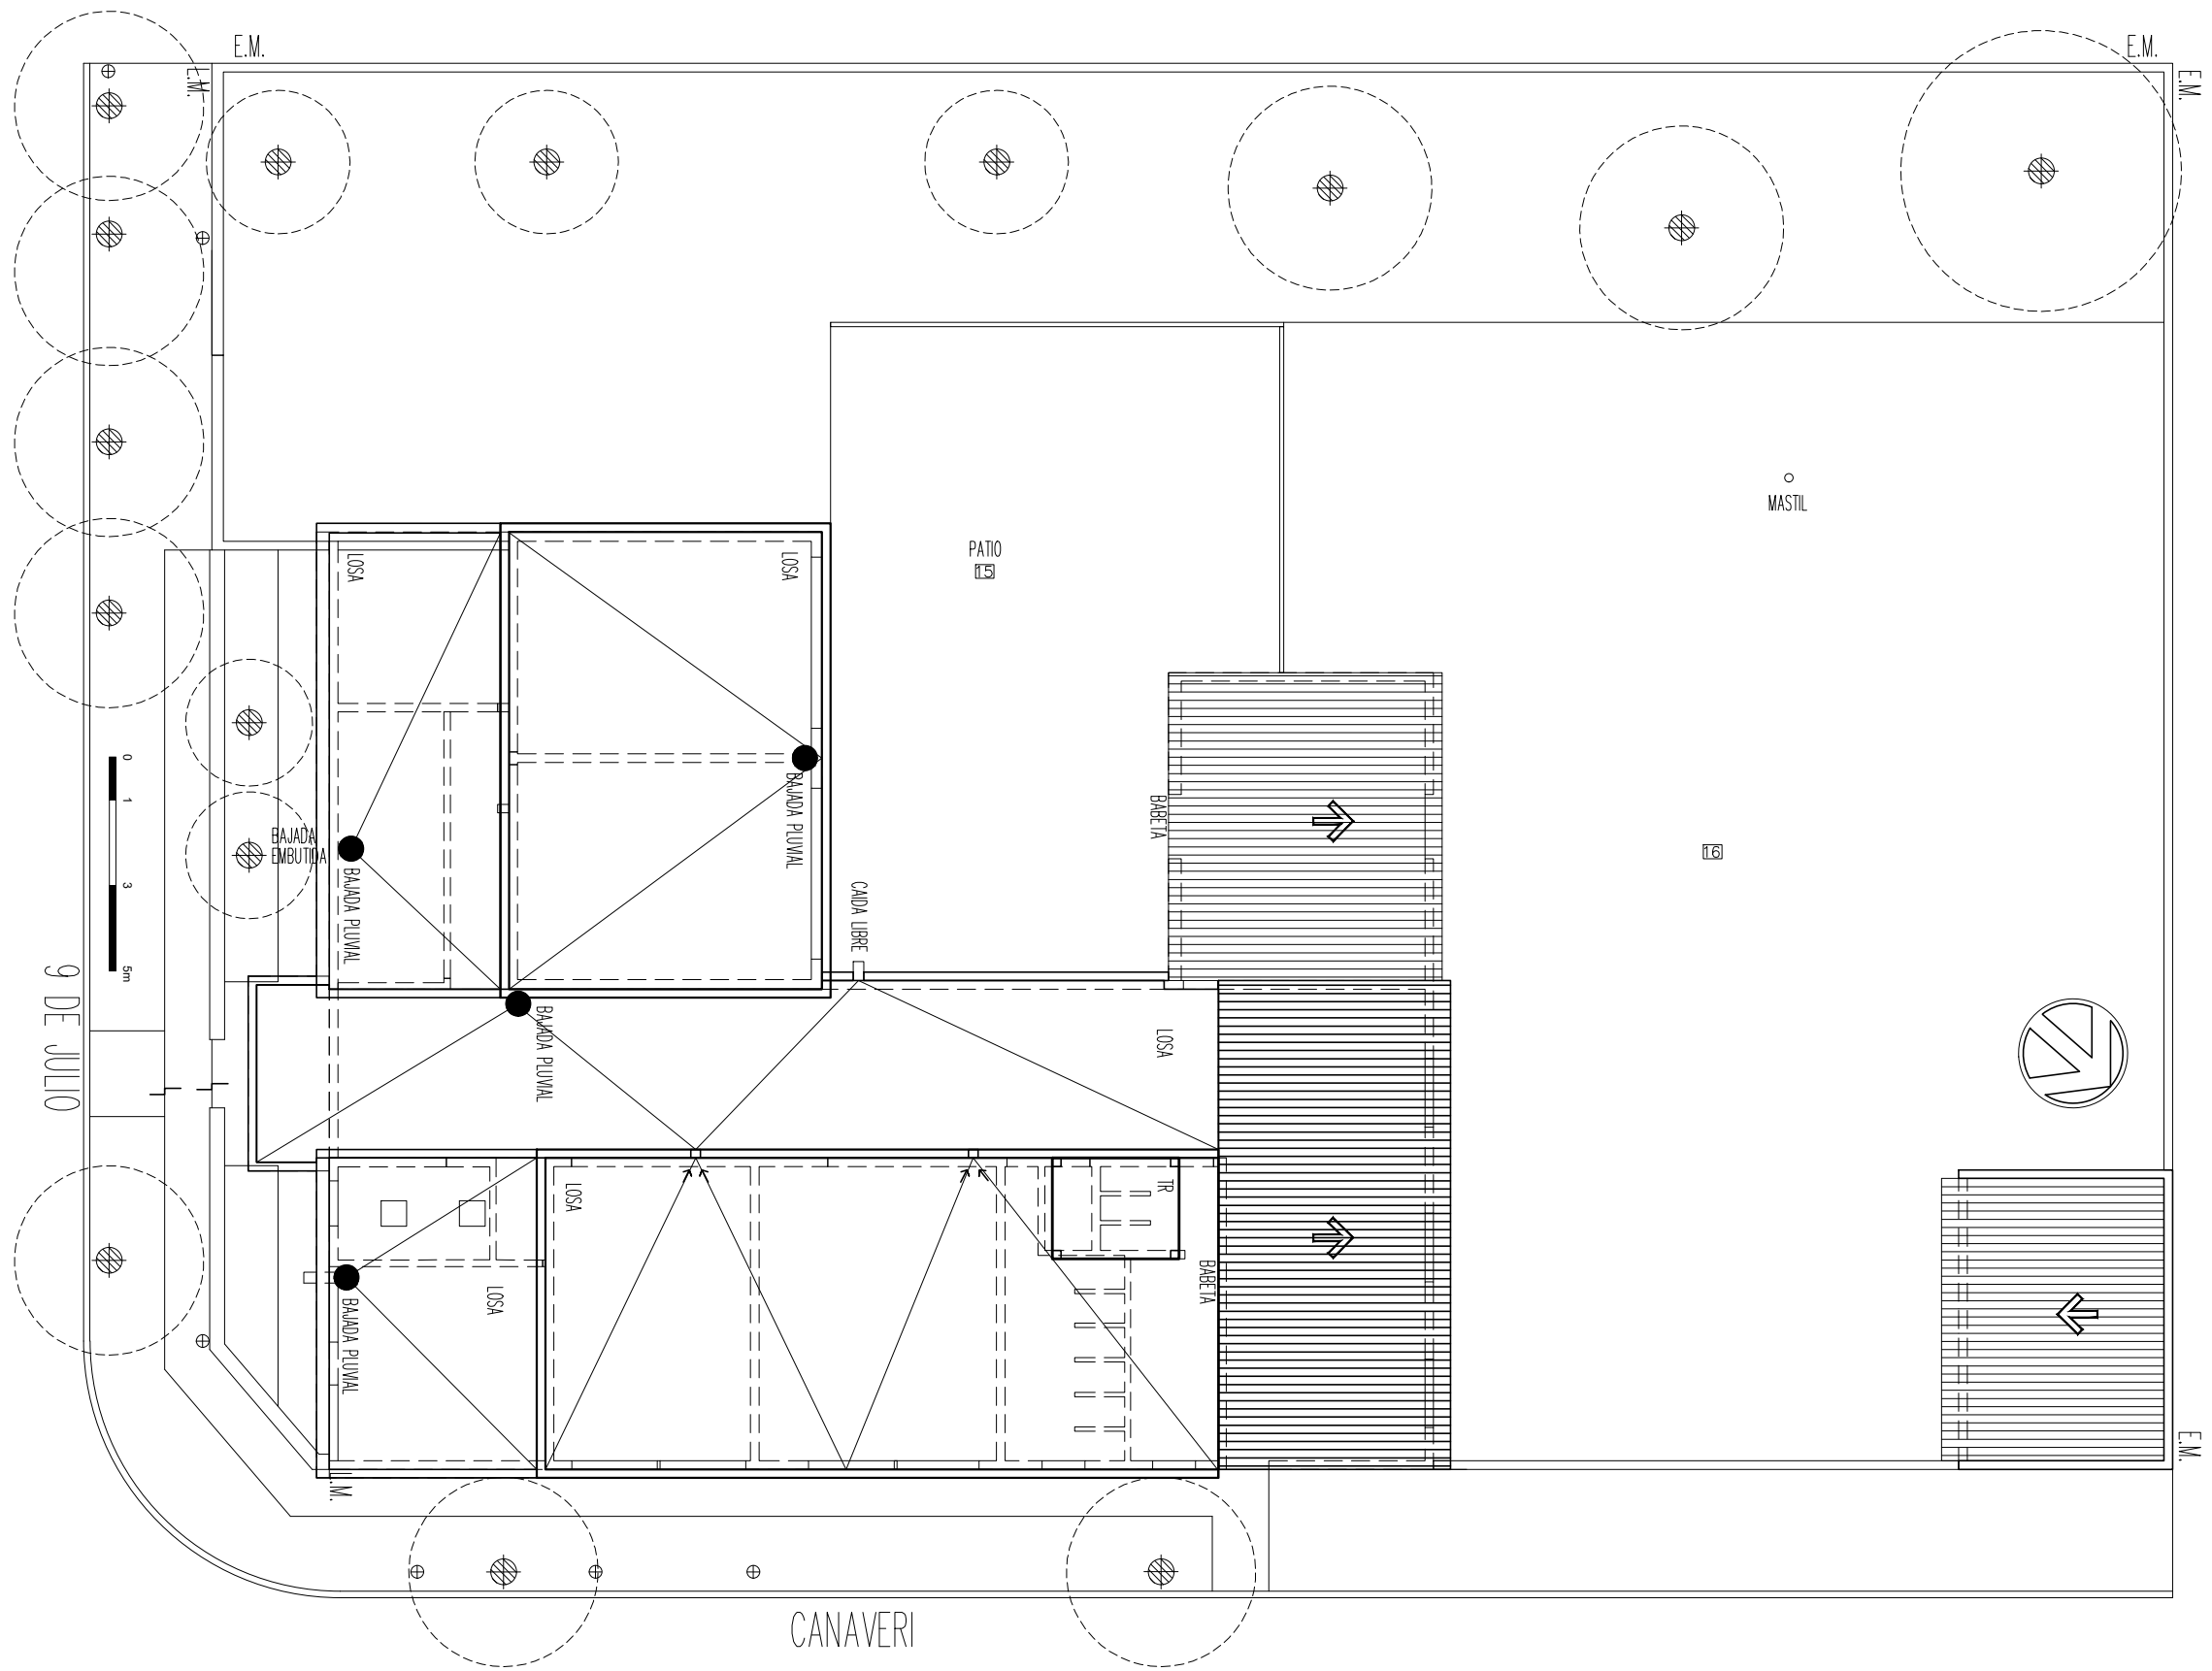 E.M.
E.M.
L.M.
E.M.
MASTIL
PATIO
15
LOSA
LOSA
0
1
3
5m
BAJADA PLUVIAL
BABETA
BAJADA
EMBUTIDA
16
BAJADA PLUVIAL
CAIDA LIBRE
9 DE JULIO
BAJADA PLUVIAL
LOSA
TR
LOSA
LOSA
BABETA
BAJADA PLUVIAL
E.M.
L.M.
CANAVERI